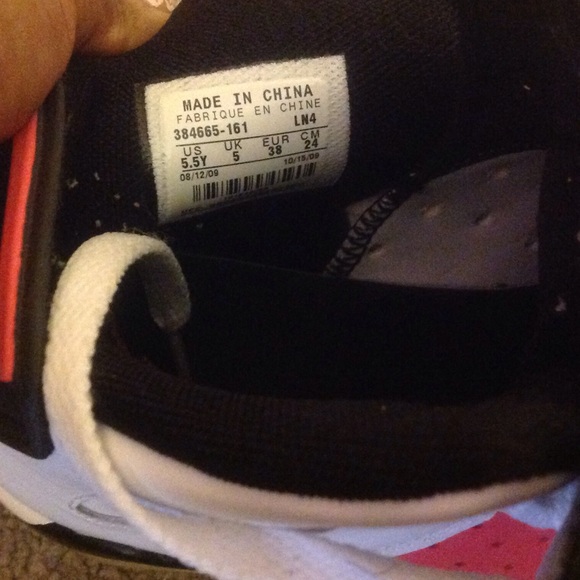 MADE IN CHINA
FABRIQUE EN CHINE
384665-161 LN4
US UK EUR CM
5.5Y 5 38 24
08/12/09 10/15/09